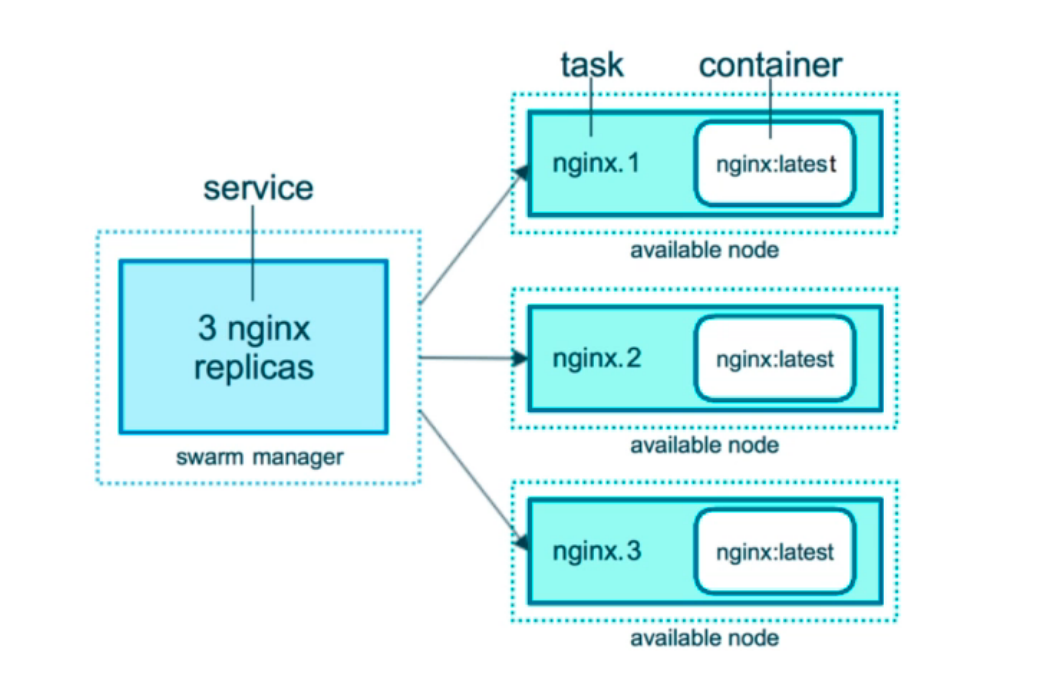 task
container
nginx.1
nginx:latest
available node
service
3 nginx
replicas
swarm manager
nginx.2
nginx:latest
available node
nginx.3
nginx:latest
available node